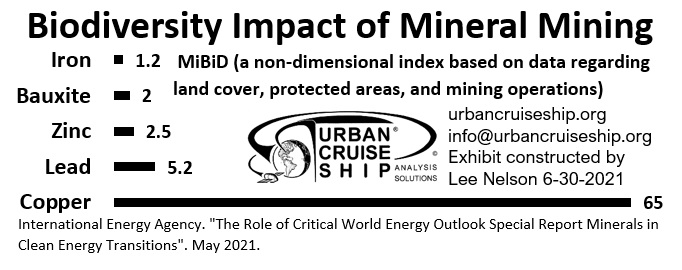 Biodiversity Impact of Mineral Mining
Iron 1.2 MiBiD (a non-dimensional index based on data regarding
land cover, protected areas, and mining operations)
Bauxite 2
Zinc 2.5
Lead 5.2
Copper 65
URBAN®
CRUISE
SHIP©
ANALYSIS
SOLUTIONS
urbancruiseship.org
info@urbancruiseship.org
Exhibit constructed by
Lee Nelson 6-30-2021
International Energy Agency. "The Role of Critical World Energy Outlook Special Report Minerals in
Clean Energy Transitions". May 2021.